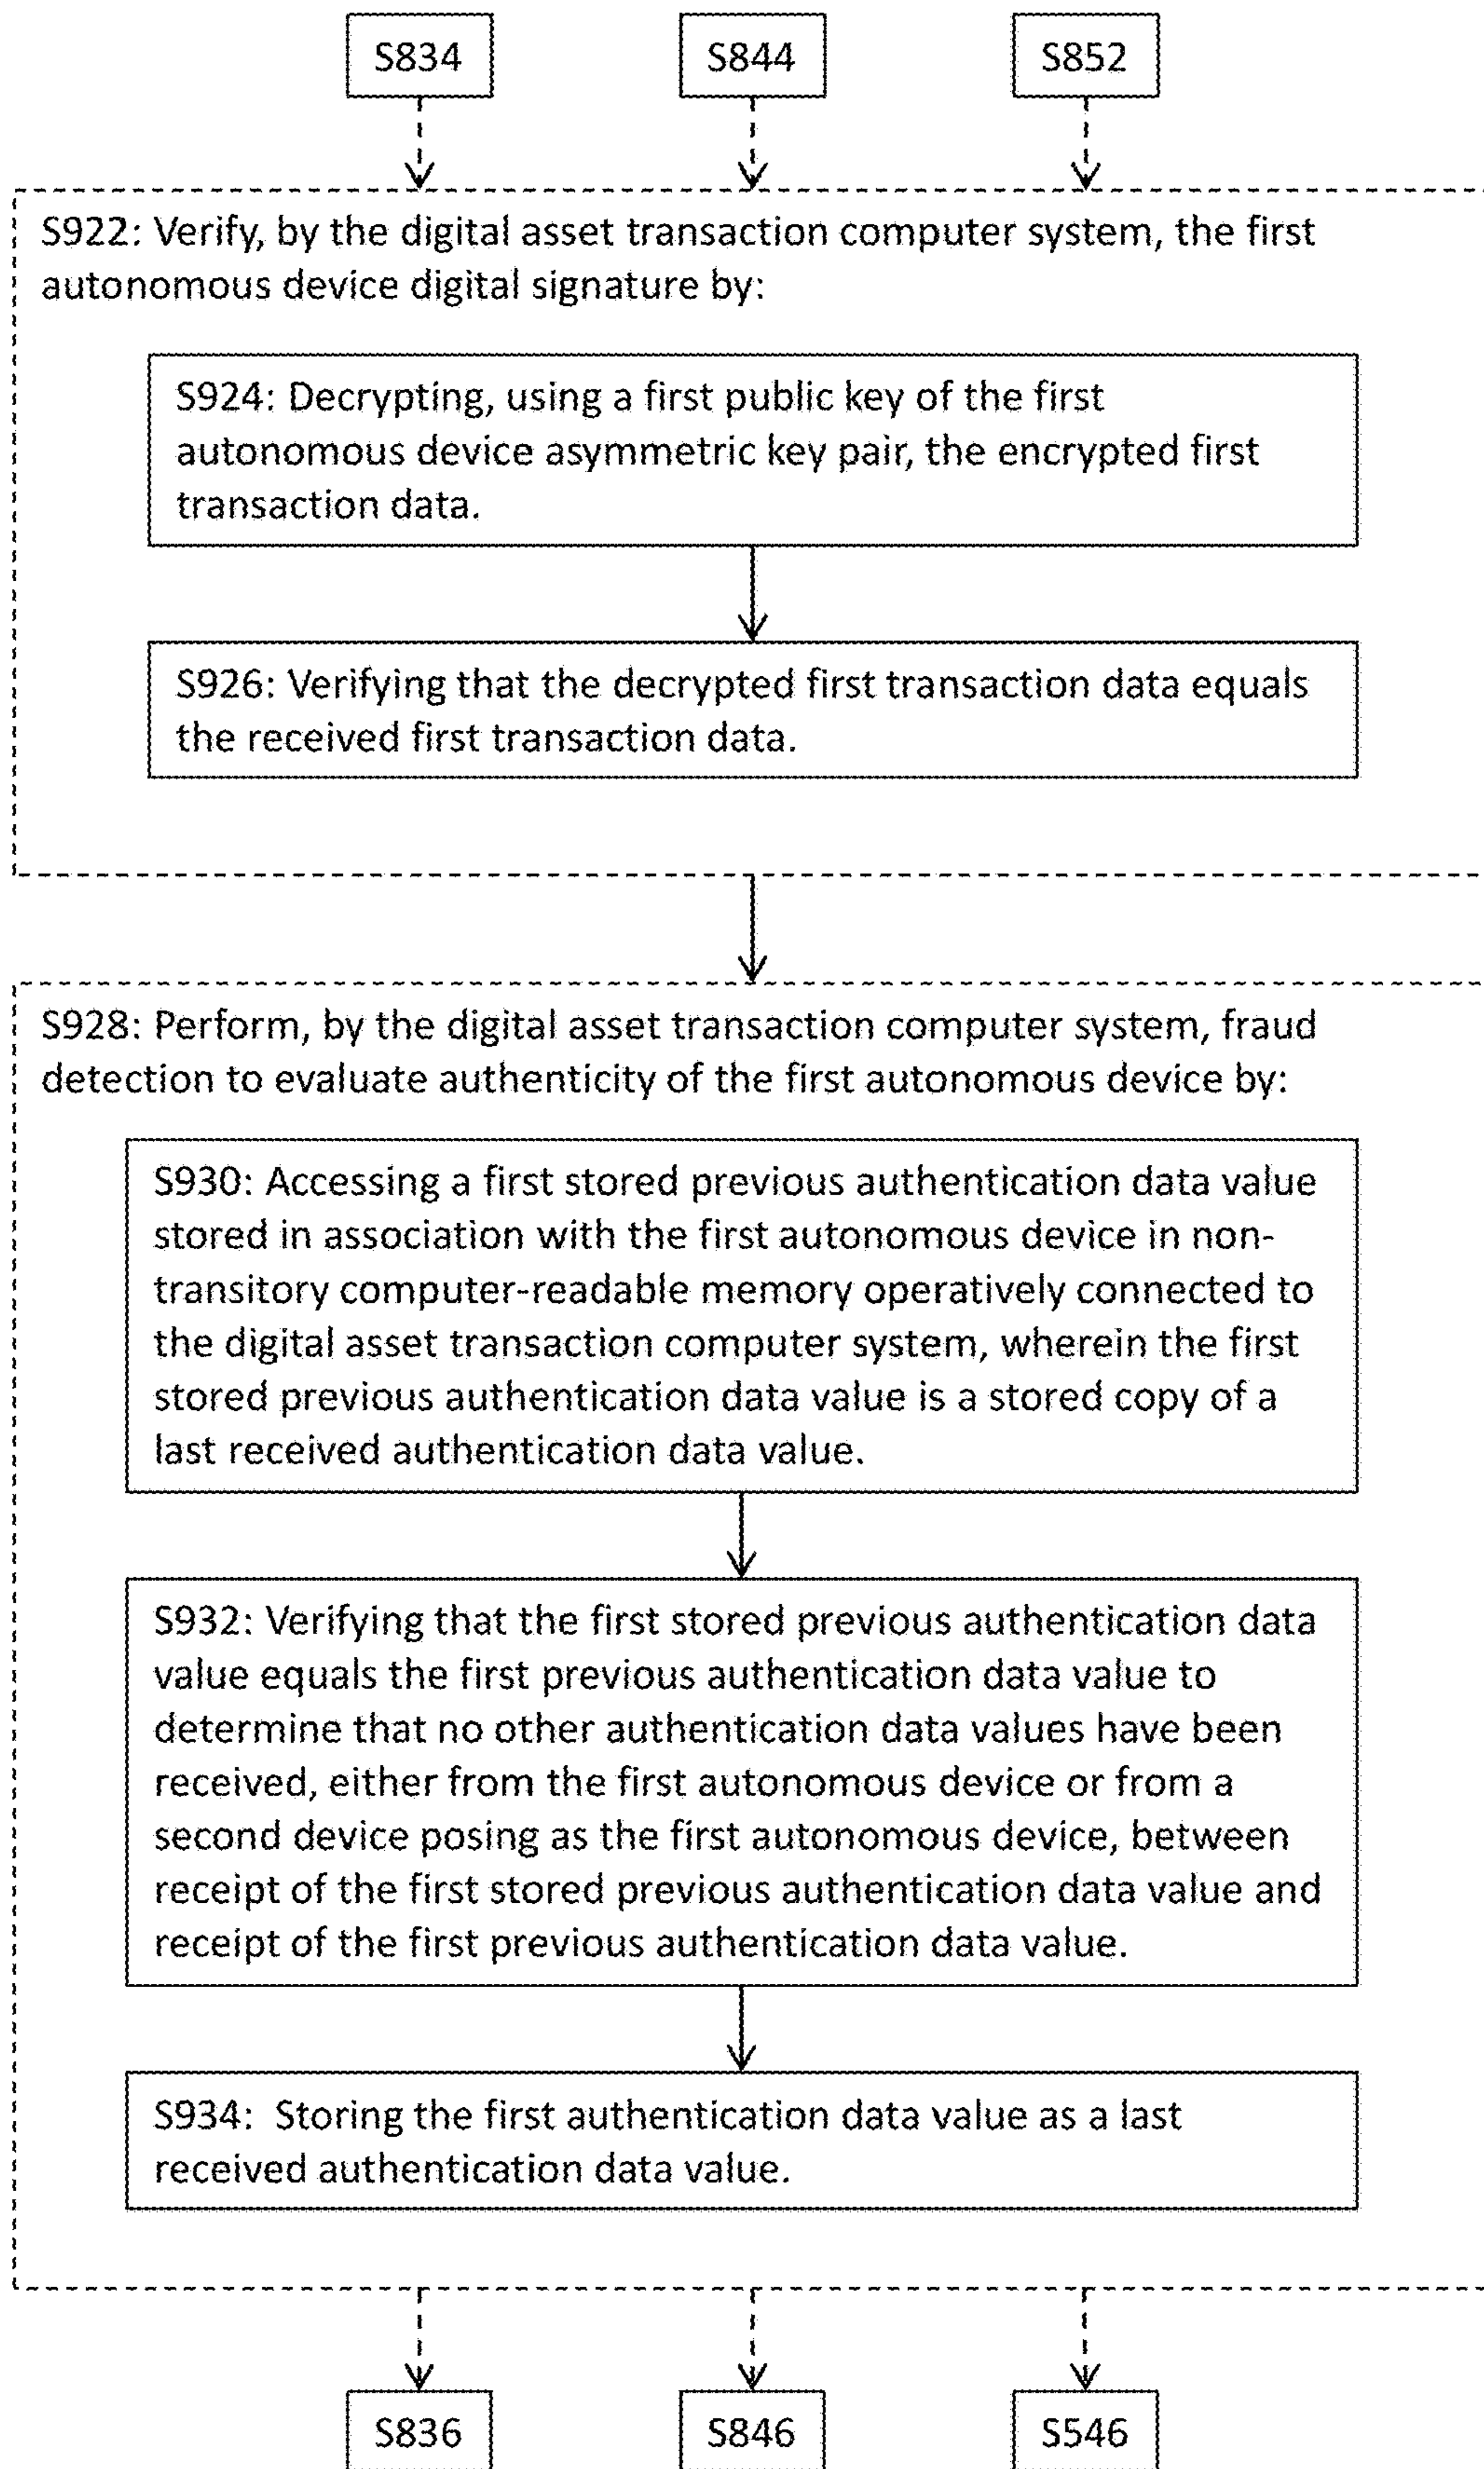 S834 S844 S852
S922: Verify, by the digital asset transaction computer system, the first
autonomous device digital signature by:
S924: Decrypting, using a first public key of the first
autonomous device asymmetric key pair, the encrypted first
transaction data.
S926: Verifying that the decrypted first transaction data equals
the received first transaction data.
S928: Perform, by the digital asset transaction computer system, fraud
detection to evaluate authenticity of the first autonomous device by:
S930: Accessing a first stored previous authentication data value
stored in association with the first autonomous device in non-
transitory computer-readable memory operatively connected to
the digital asset transaction computer system, wherein the first
stored previous authentication data value is a stored copy of a
last received authentication data value.
S932: Verifying that the first stored previous authentication data
value equals the first previous authentication data value to
determine that no other authentication data values have been
received, either from the first autonomous device or from a
second device posing as the first autonomous device, between
receipt of the first stored previous authentication data value and
receipt of the first previous authentication data value.
S934: Storing the first authentication data value as a last
received authentication data value.
S836 S846 S546